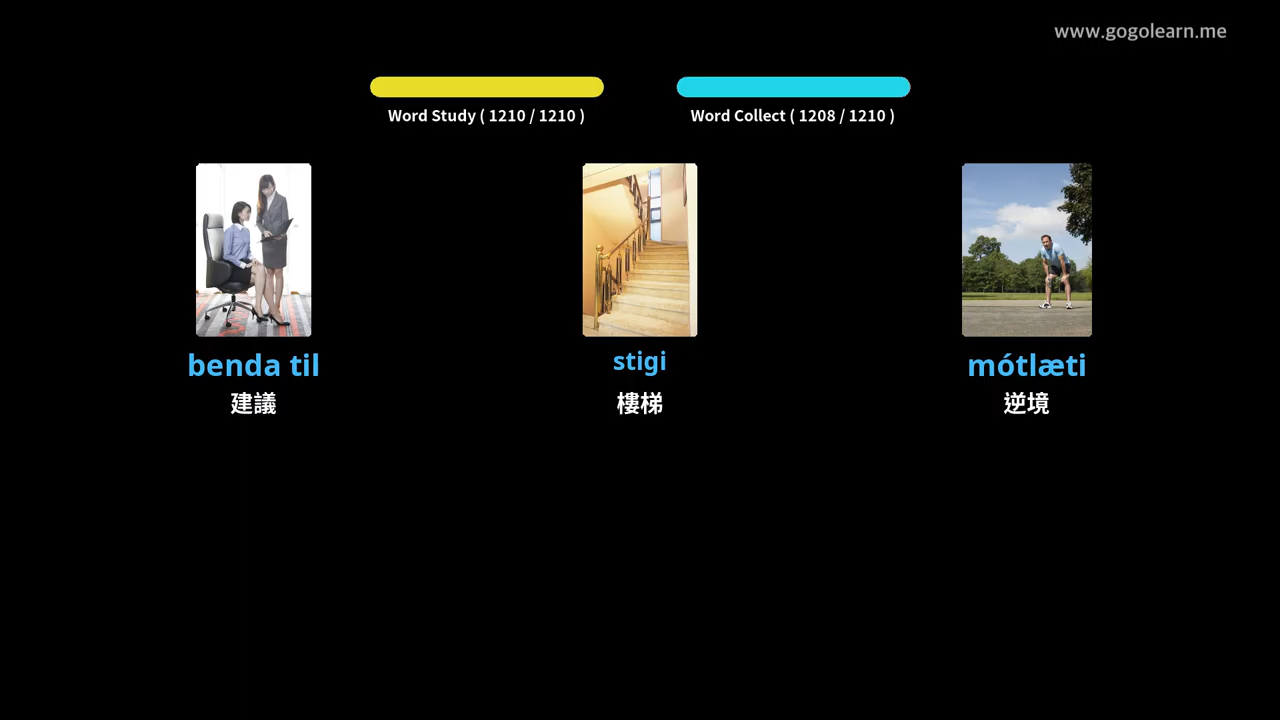 www.gogolearn.me
Word Study ( 1210 / 1210 )
Word Collect ( 1208 / 1210 )
benda til
建議
stigi
樓梯
mótlæti
逆境